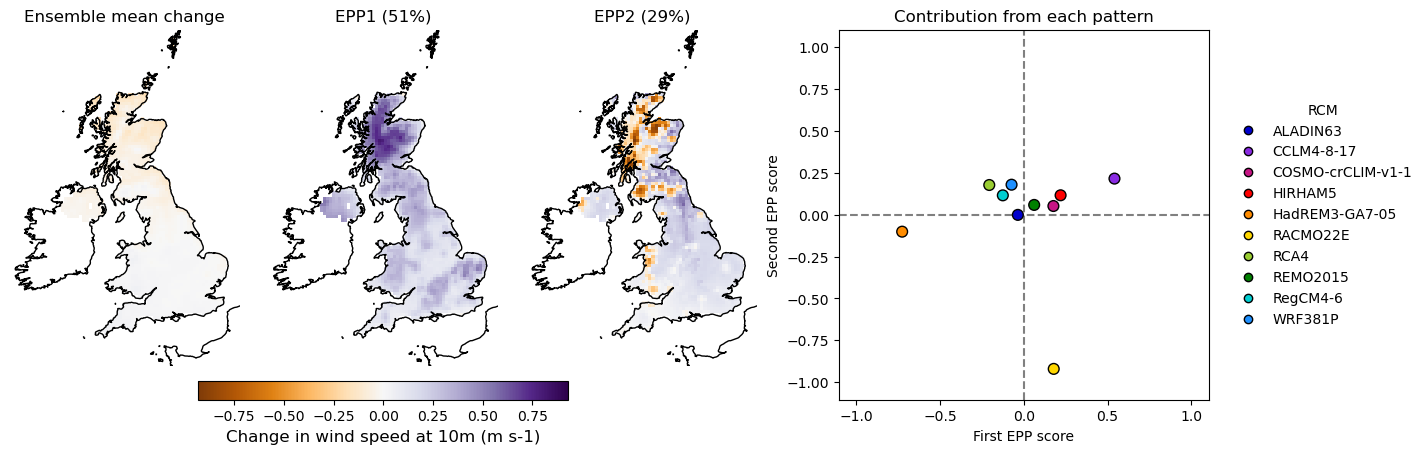 Ensemble mean change
EPP1 (51%)
EPP2 (29%)
−0.75 −0.50 −0.25 0.00 0.25 0.50 0.75
Change in wind speed at 10m (m s-1)
Contribution from each pattern
Second EPP score
1.00
0.75
0.50
0.25
0.00
−0.25
−0.50
−0.75
−1.00
−1.0 −0.5 0.0 0.5 1.0
First EPP score
RCM
ALADIN63
CCLM4-8-17
COSMO-crCLIM-v1-1
HIRHAM5
HadREM3-GA7-05
RACMO22E
RCA4
REMO2015
RegCM4-6
WRF381P